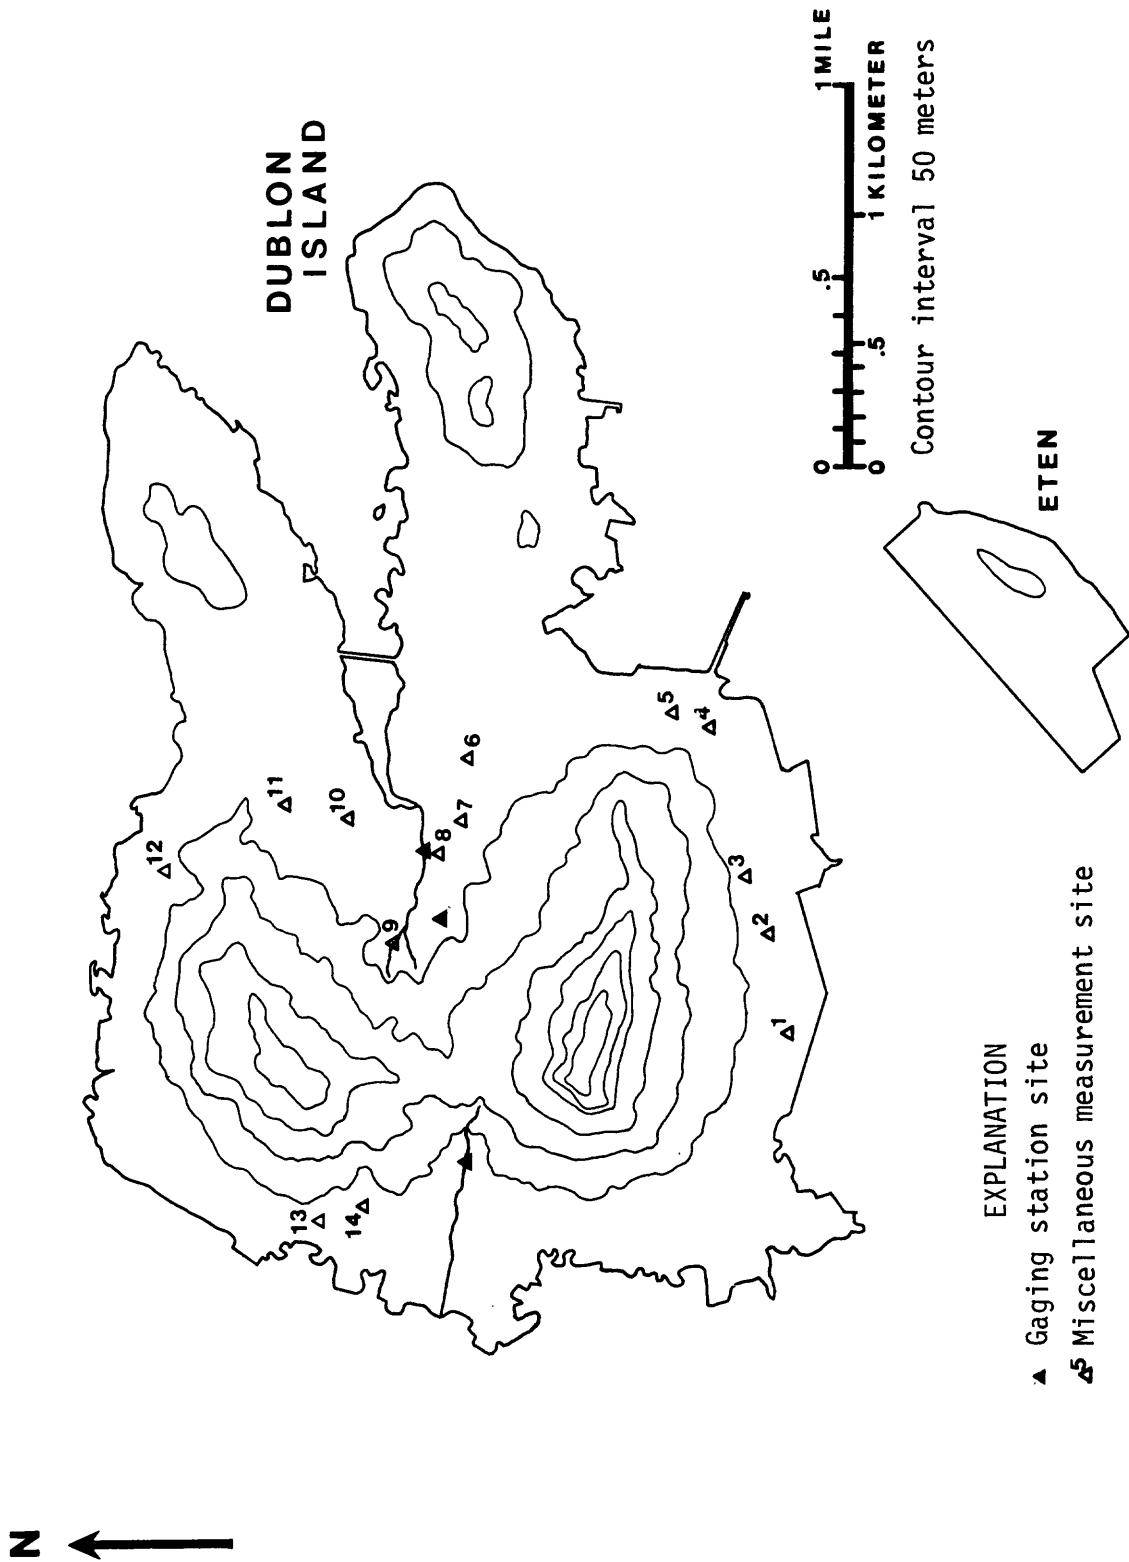 N
DUBLON
ISLAND
12
11
10
9
8
7
6
5
4
3
2
1
13
14
0 .5 1 MILE
0 .5 1 KILOMETER
Contour interval 50 meters
ETEN
EXPLANATION
Gaging station site
5 Miscellaneous measurement site